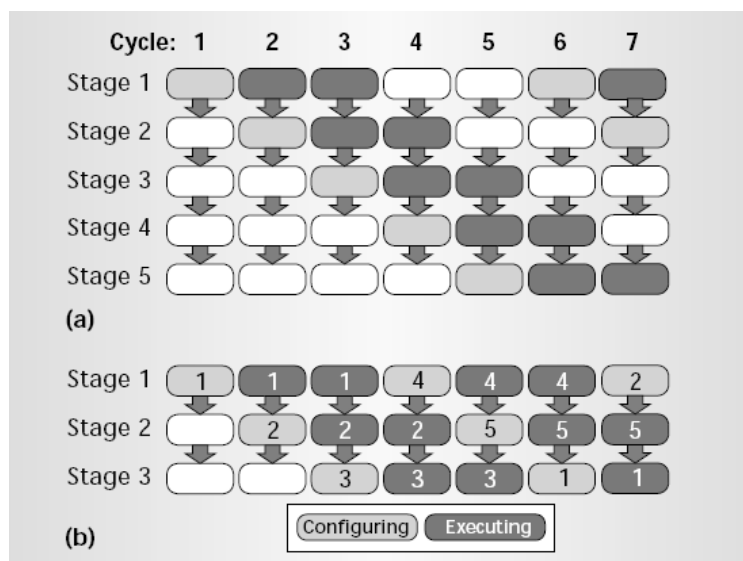 Cycle: 1 2 3 4 5 6 7
Stage 1
Stage 2
Stage 3
Stage 4
Stage 5
(a)
Stage 1 1 1 1 4 4 4 2
Stage 2 2 2 2 5 5 5
Stage 3 3 3 3 1 1
(b)
Configuring Executing